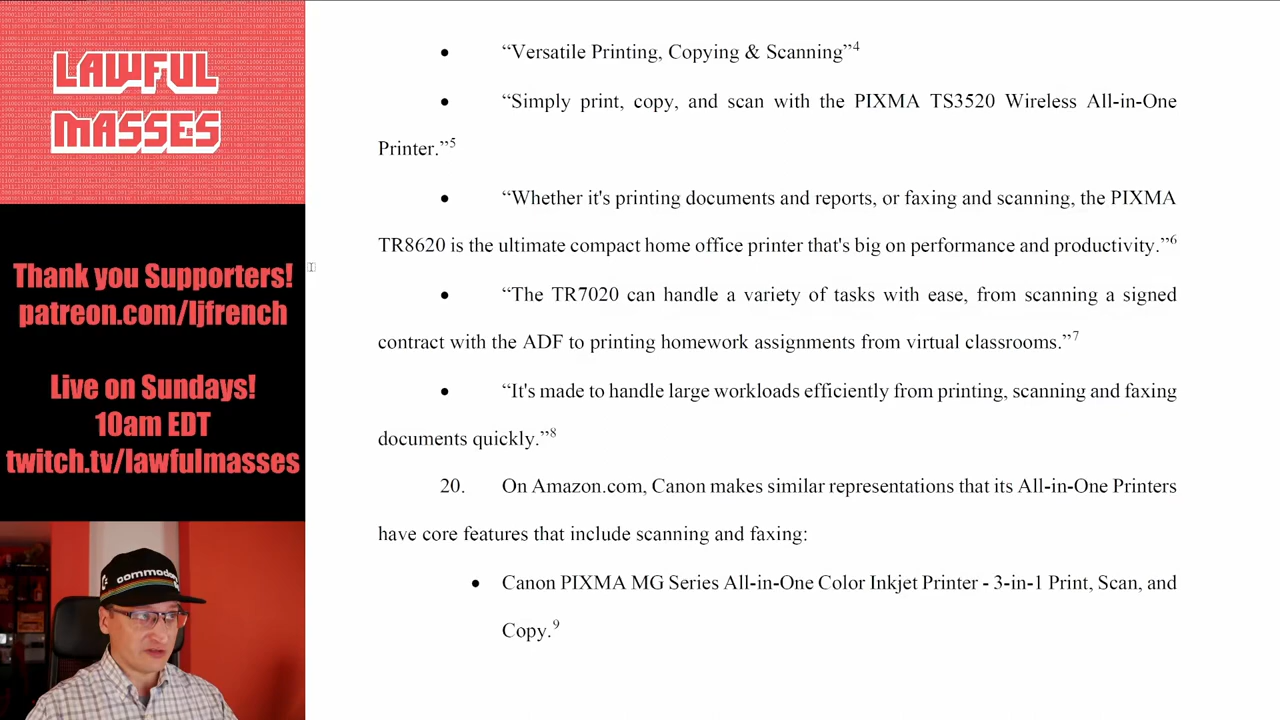 LAWFUL
MASSES
Thank you Supporters!
patreon.com/ljfrench
Live on Sundays!
10am EDT
twitch.tv/lawfulmasses
commodore
• “Versatile Printing, Copying & Scanning”4
• “Simply print, copy, and scan with the PIXMA TS3520 Wireless All-in-One
Printer.”5
• “Whether it's printing documents and reports, or faxing and scanning, the PIXMA
TR8620 is the ultimate compact home office printer that's big on performance and productivity.”6
• “The TR7020 can handle a variety of tasks with ease, from scanning a signed
contract with the ADF to printing homework assignments from virtual classrooms.”7
• “It's made to handle large workloads efficiently from printing, scanning and faxing
documents quickly.”8
20. On Amazon.com, Canon makes similar representations that its All-in-One Printers
have core features that include scanning and faxing:
• Canon PIXMA MG Series All-in-One Color Inkjet Printer - 3-in-1 Print, Scan, and
Copy.9